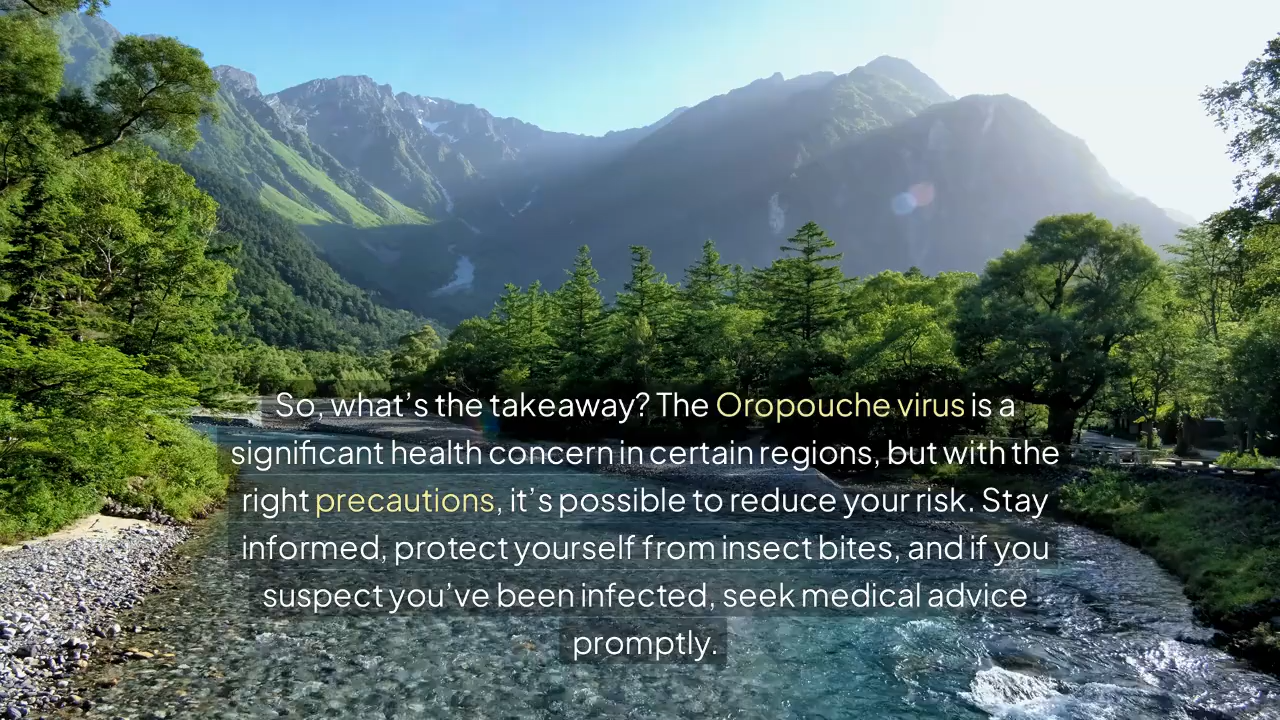 So, what’s the takeaway? The Oropouche virus is a
significant health concern in certain regions, but with the
right precautions, it’s possible to reduce your risk. Stay
informed, protect yourself from insect bites, and if you
suspect you’ve been infected, seek medical advice
promptly.